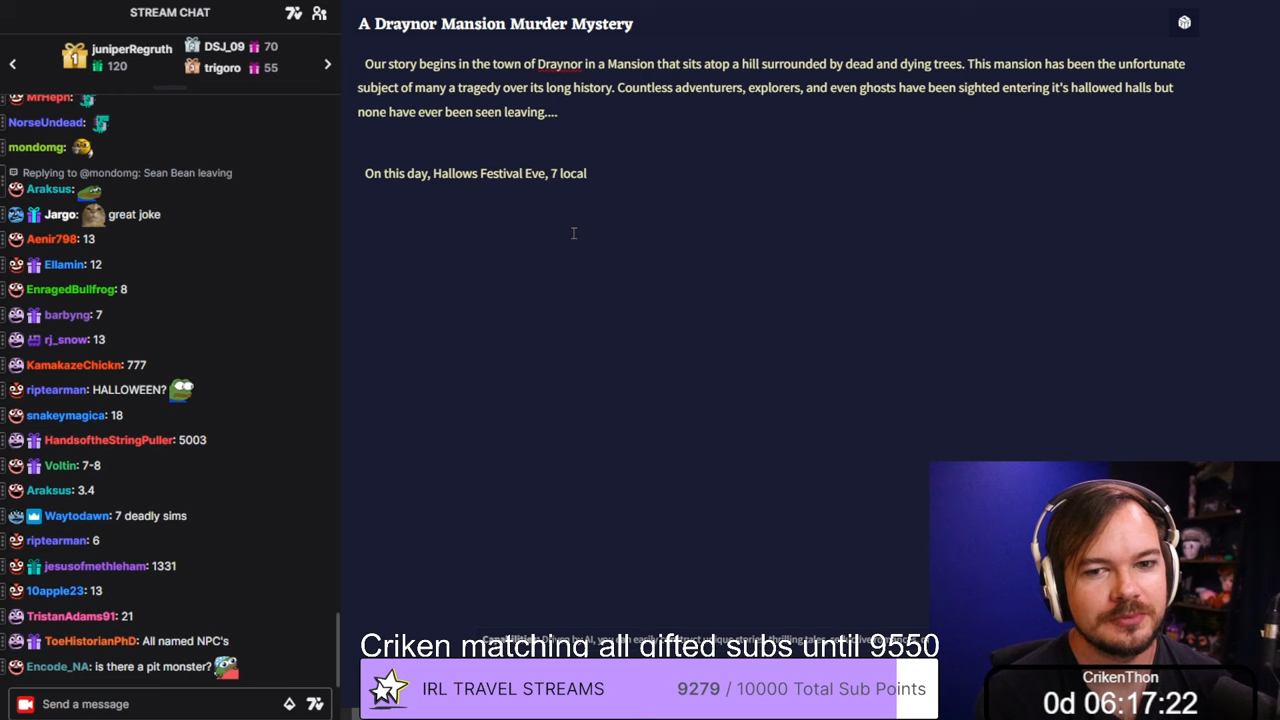 STREAM CHAT
juniperRegruth
120
DSJ_09 70
trigoro 55
MrHepn:
NorseUndead:
mondomg:
Replying to @mondomg: Sean Bean leaving
Araksus:
Jargo: great joke
Aenir798: 13
Ellamin: 12
EnragedBullfrog: 8
barbyng: 7
rj_snow: 13
KamakazeChickn: 777
riptearman: HALLOWEEN?
snakeymagica: 18
HandsoftheStringPuller: 5003
Voltin: 7-8
Araksus: 3.4
Waytodawn: 7 deadly sims
riptearman: 6
jesusofmethleham: 1331
10apple23: 13
TristanAdams91: 21
ToeHistorianPhD: All named NPC's
Encode_NA: is there a pit monster?
Send a message
A Draynor Mansion Murder Mystery
Our story begins in the town of Draynor in a Mansion that sits atop a hill surrounded by dead and dying trees. This mansion has been the unfortunate
subject of many a tragedy over its long history. Countless adventurers, explorers, and even ghosts have been sighted entering it's hallowed halls but
none have ever been seen leaving....
On this day, Hallows Festival Eve, 7 local
Criken matching all gifted subs until 9550
IRL TRAVEL STREAMS 9279 / 10000 Total Sub Points
CrikenThon
0d 06:17:22